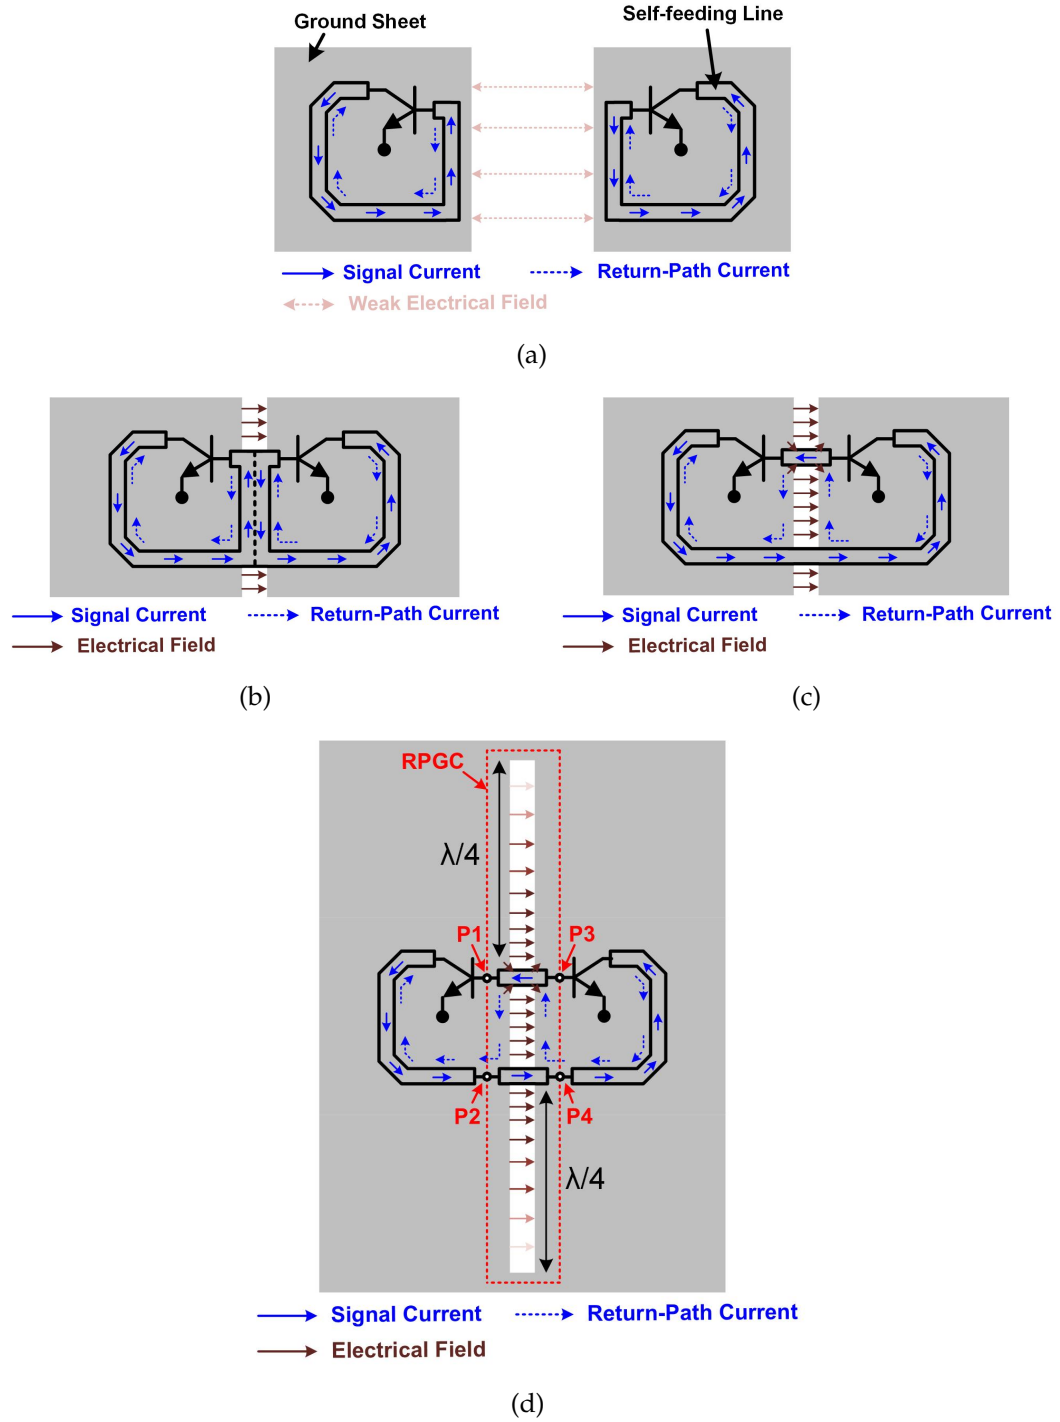 Ground Sheet
Self-feeding Line
Signal Current
Return-Path Current
Weak Electrical Field
(a)
Signal Current
Return-Path Current
Electrical Field
(b)
Signal Current
Return-Path Current
Electrical Field
(c)
RPGC
λ/4
P1
P3
P2
P4
λ/4
Signal Current
Return-Path Current
Electrical Field
(d)